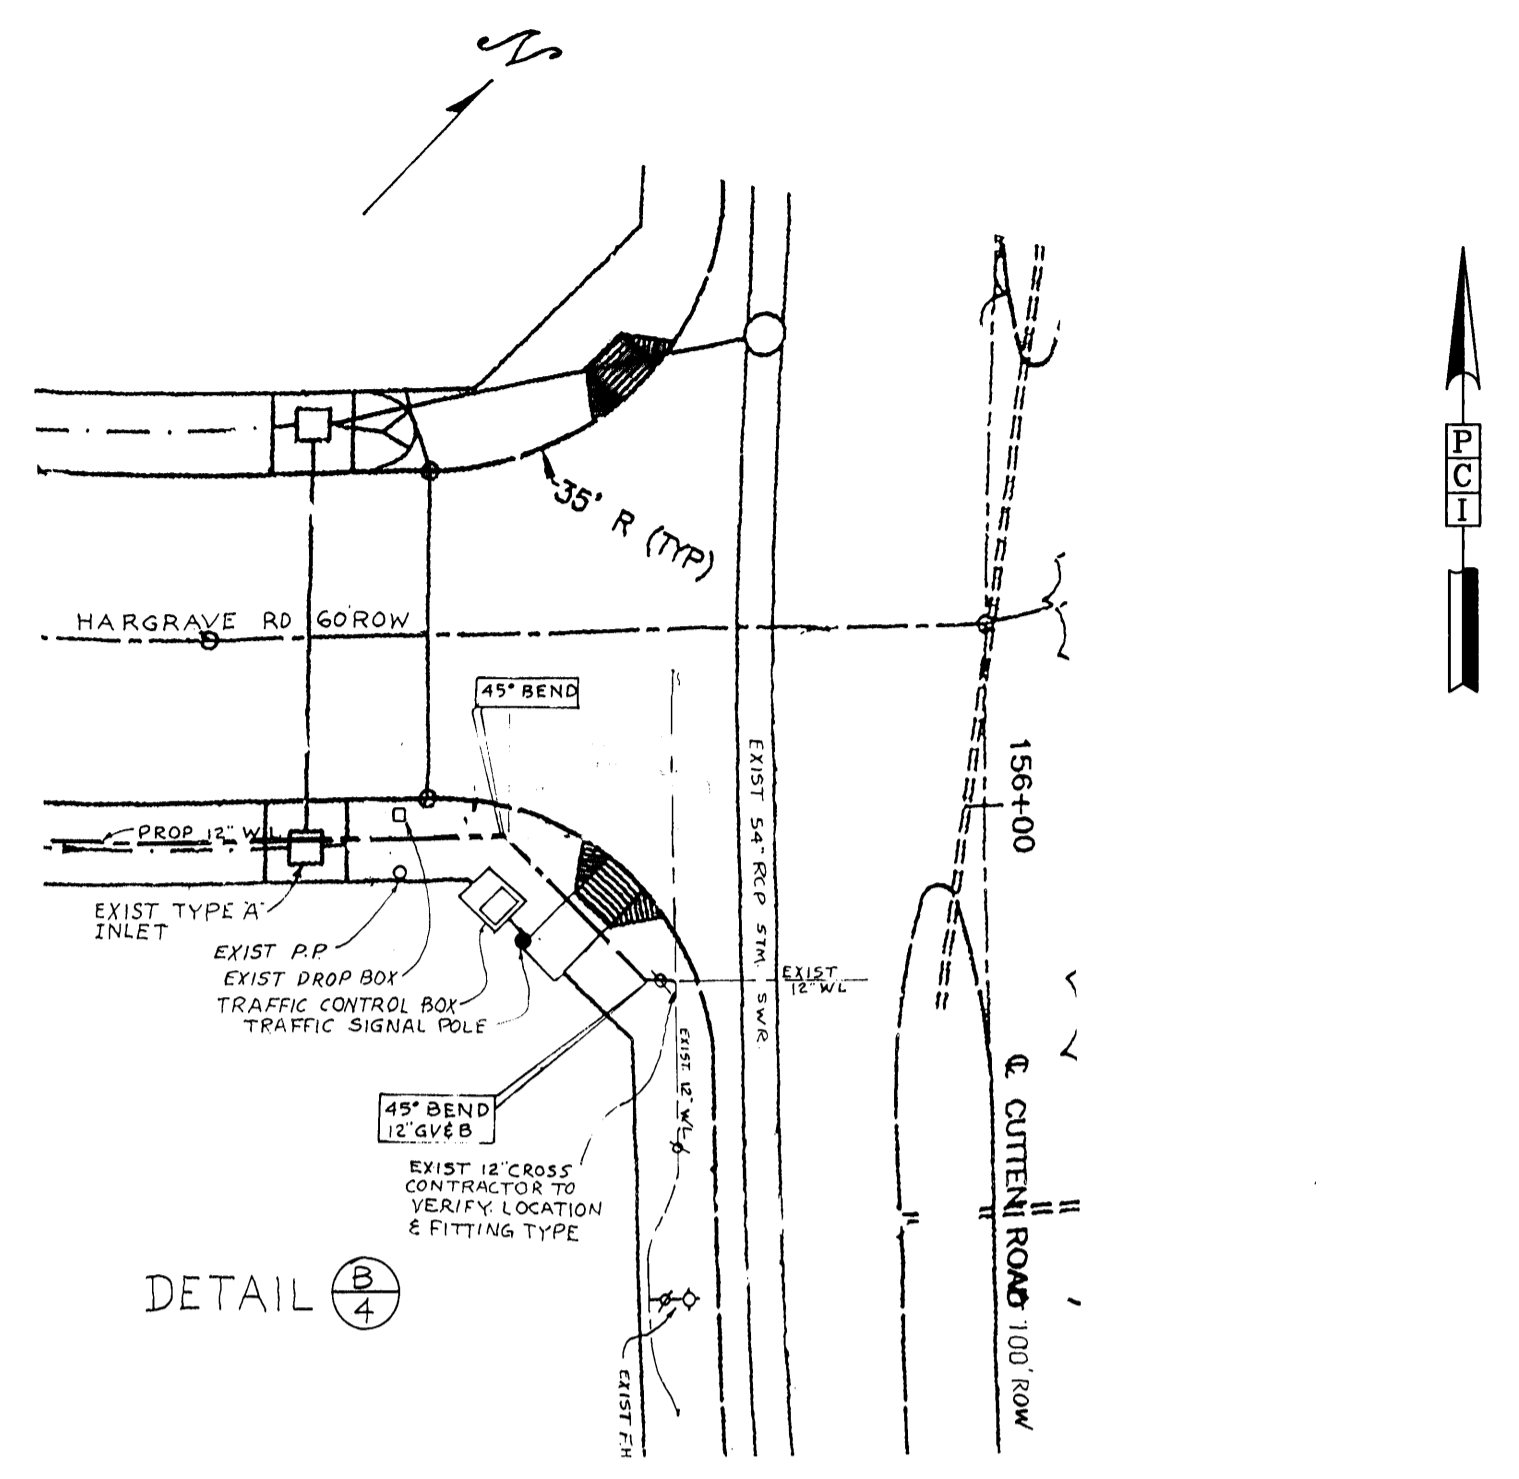 N
P
C
I
35' R (TYP)
HARGRAVE RD 60'ROW
45° BEND
156+00
EXIST 54" RCP STM. SWR.
PROP 12" W L
EXIST TYPE "A"
INLET
EXIST P.P.
EXIST DROP BOX
TRAFFIC CONTROL BOX
TRAFFIC SIGNAL POLE
EXIST
12" WL
EXIST 12" WL
45° BEND
12" GV&B
EXIST 12" CROSS
CONTRACTOR TO
VERIFY LOCATION
& FITTING TYPE
℄ CUTTEN ROAD 100' ROW
DETAIL B
4
EXIST F.H